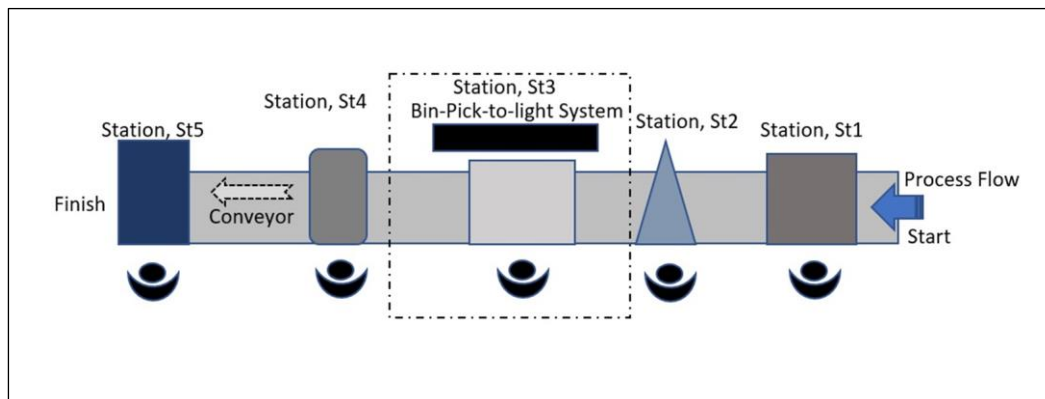 Station, St5
Station, St4
Station, St3
Bin-Pick-to-light System
Station, St2
Station, St1
Finish
Conveyor
Process Flow
Start